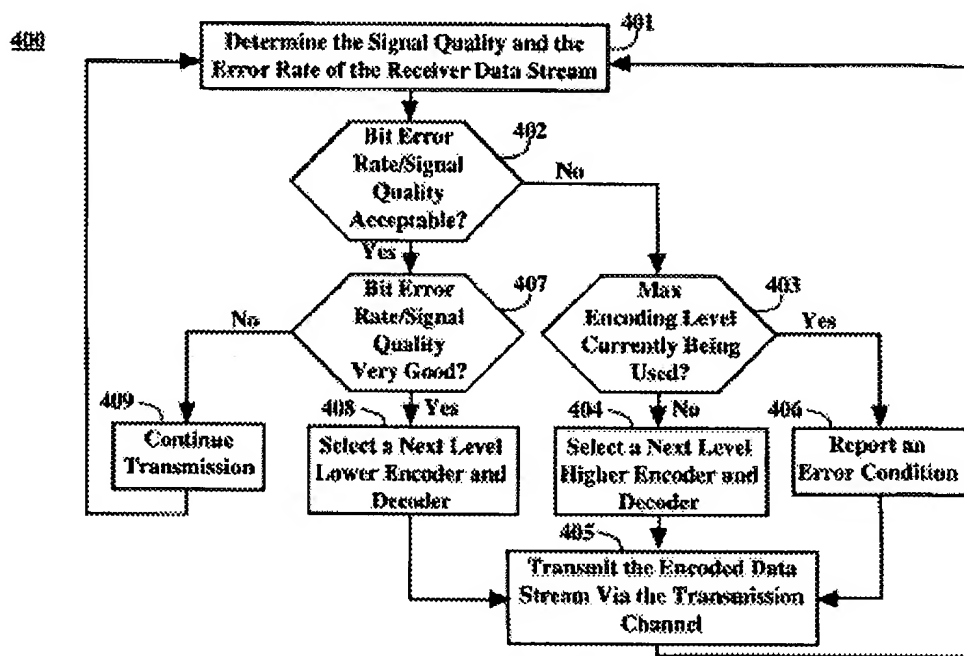 400
401
Determine the Signal Quality and the
Error Rate of the Receiver Data Stream
402
Bit Error
Rate/Signal
Quality
Acceptable?
No
Yes
407
Bit Error
Rate/Signal
Quality
Very Good?
No
403
Max
Encoding Level
Currently Being
Used?
Yes
409
Continue
Transmission
408
Yes
Select a Next Level
Lower Encoder and
Decoder
404
No
Select a Next Level
Higher Encoder and
Decoder
406
Report an
Error Condition
405
Transmit the Encoded Data
Stream Via the Transmission
Channel